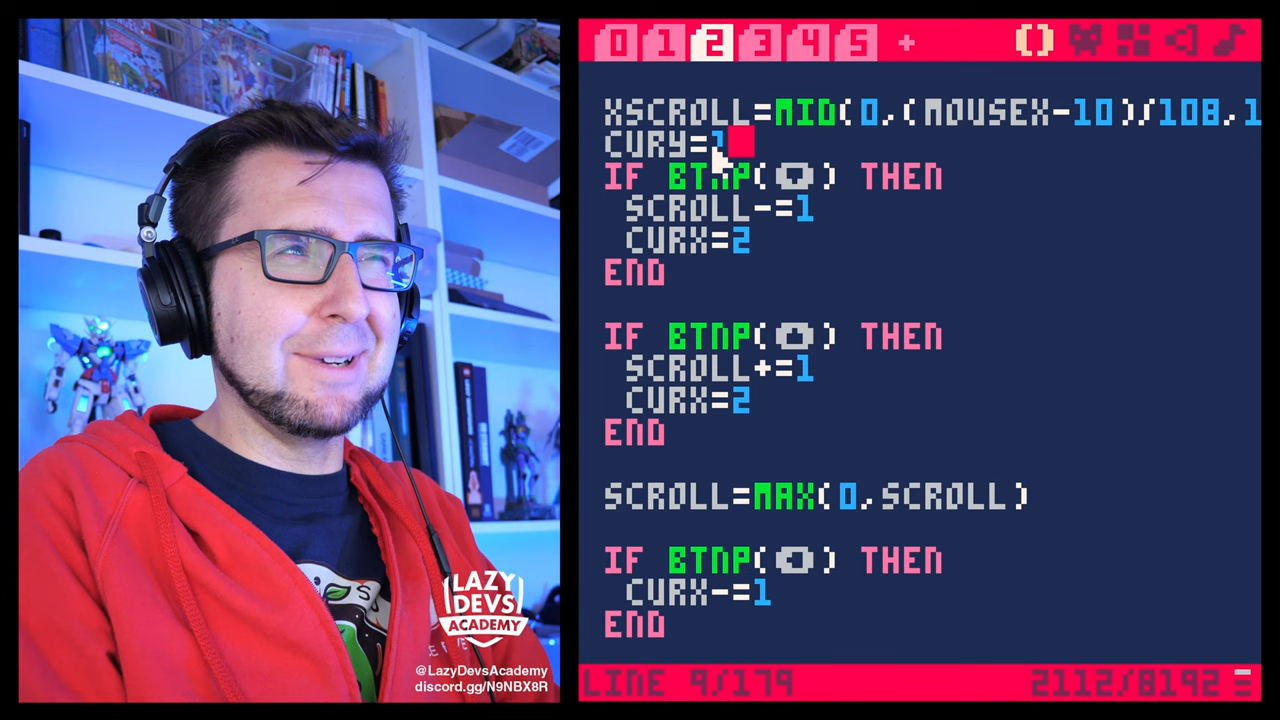 0 1 2 3 4 5 +
XSCROLL=MID(0,(MOUSEX-10)/108,1
CURY=1
IF BTNP(⬆️) THEN
SCROLL-=1
CURX=2
END
IF BTNP(⬇️) THEN
SCROLL+=1
CURX=2
END
SCROLL=MAX(0,SCROLL)
IF BTNP(⬅️) THEN
CURX-=1
END
LINE 9/179
2112/8192
LAZY
DEVS
ACADEMY
@LazyDevsAcademy
discord.gg/N9NBX8R